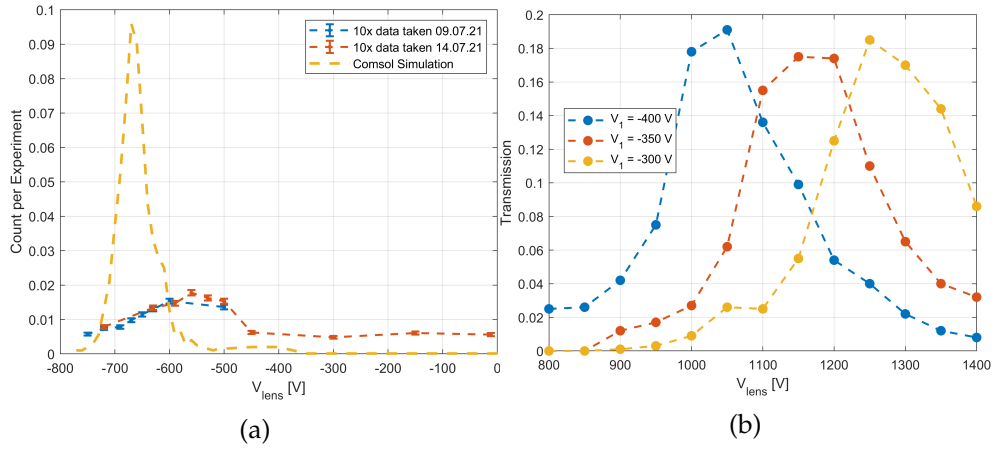 0.1
0.09
0.08
0.07
0.06
0.05
0.04
0.03
0.02
0.01
0
Count per Experiment
-800 -700 -600 -500 -400 -300 -200 -100 0
V_lens [V]
10x data taken 09.07.21
10x data taken 14.07.21
Comsol Simulation
(a)
0.2
0.18
0.16
0.14
0.12
0.1
0.08
0.06
0.04
0.02
0
Transmission
800 900 1000 1100 1200 1300 1400
V_lens [V]
V_1 = -400 V
V_1 = -350 V
V_1 = -300 V
(b)